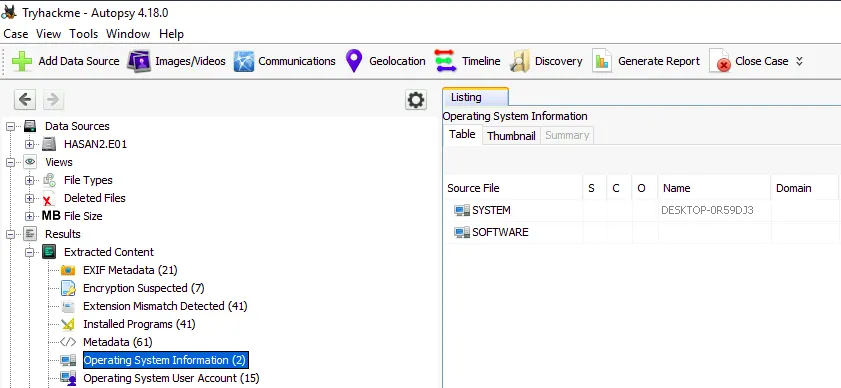 Tryhackme - Autopsy 4.18.0
Case View Tools Window Help
Add Data Source Images/Videos Communications Geolocation Timeline Discovery Generate Report Close Case
Listing
Operating System Information
Table Thumbnail Summary
Source File S C O Name Domain
SYSTEM DESKTOP-0R59DJ3
SOFTWARE
Data Sources
HASAN2.E01
Views
File Types
Deleted Files
MB File Size
Results
Extracted Content
EXIF Metadata (21)
Encryption Suspected (7)
Extension Mismatch Detected (41)
Installed Programs (41)
Metadata (61)
Operating System Information (2)
Operating System User Account (15)